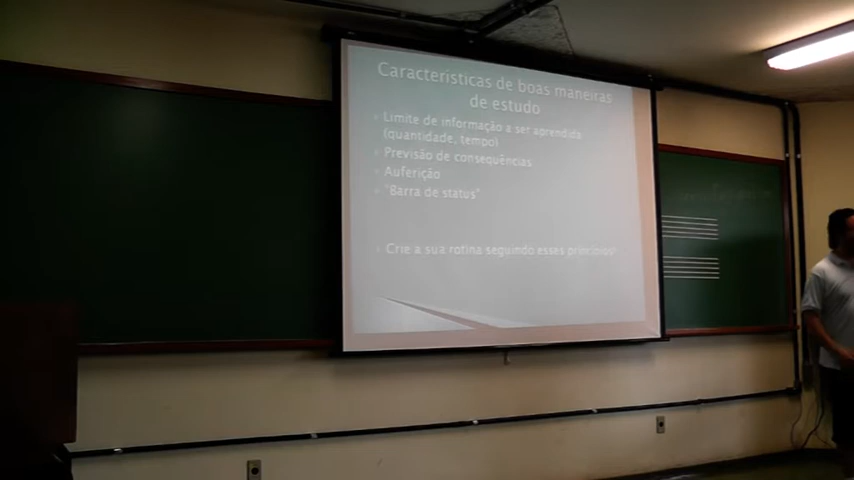 Características de boas maneiras
de estudo
Limite de informação a ser aprendida
(quantidade, tempo)
Previsão de consequências
Auferição
"Barra de status"
Crie a sua rotina seguindo esses princípios!